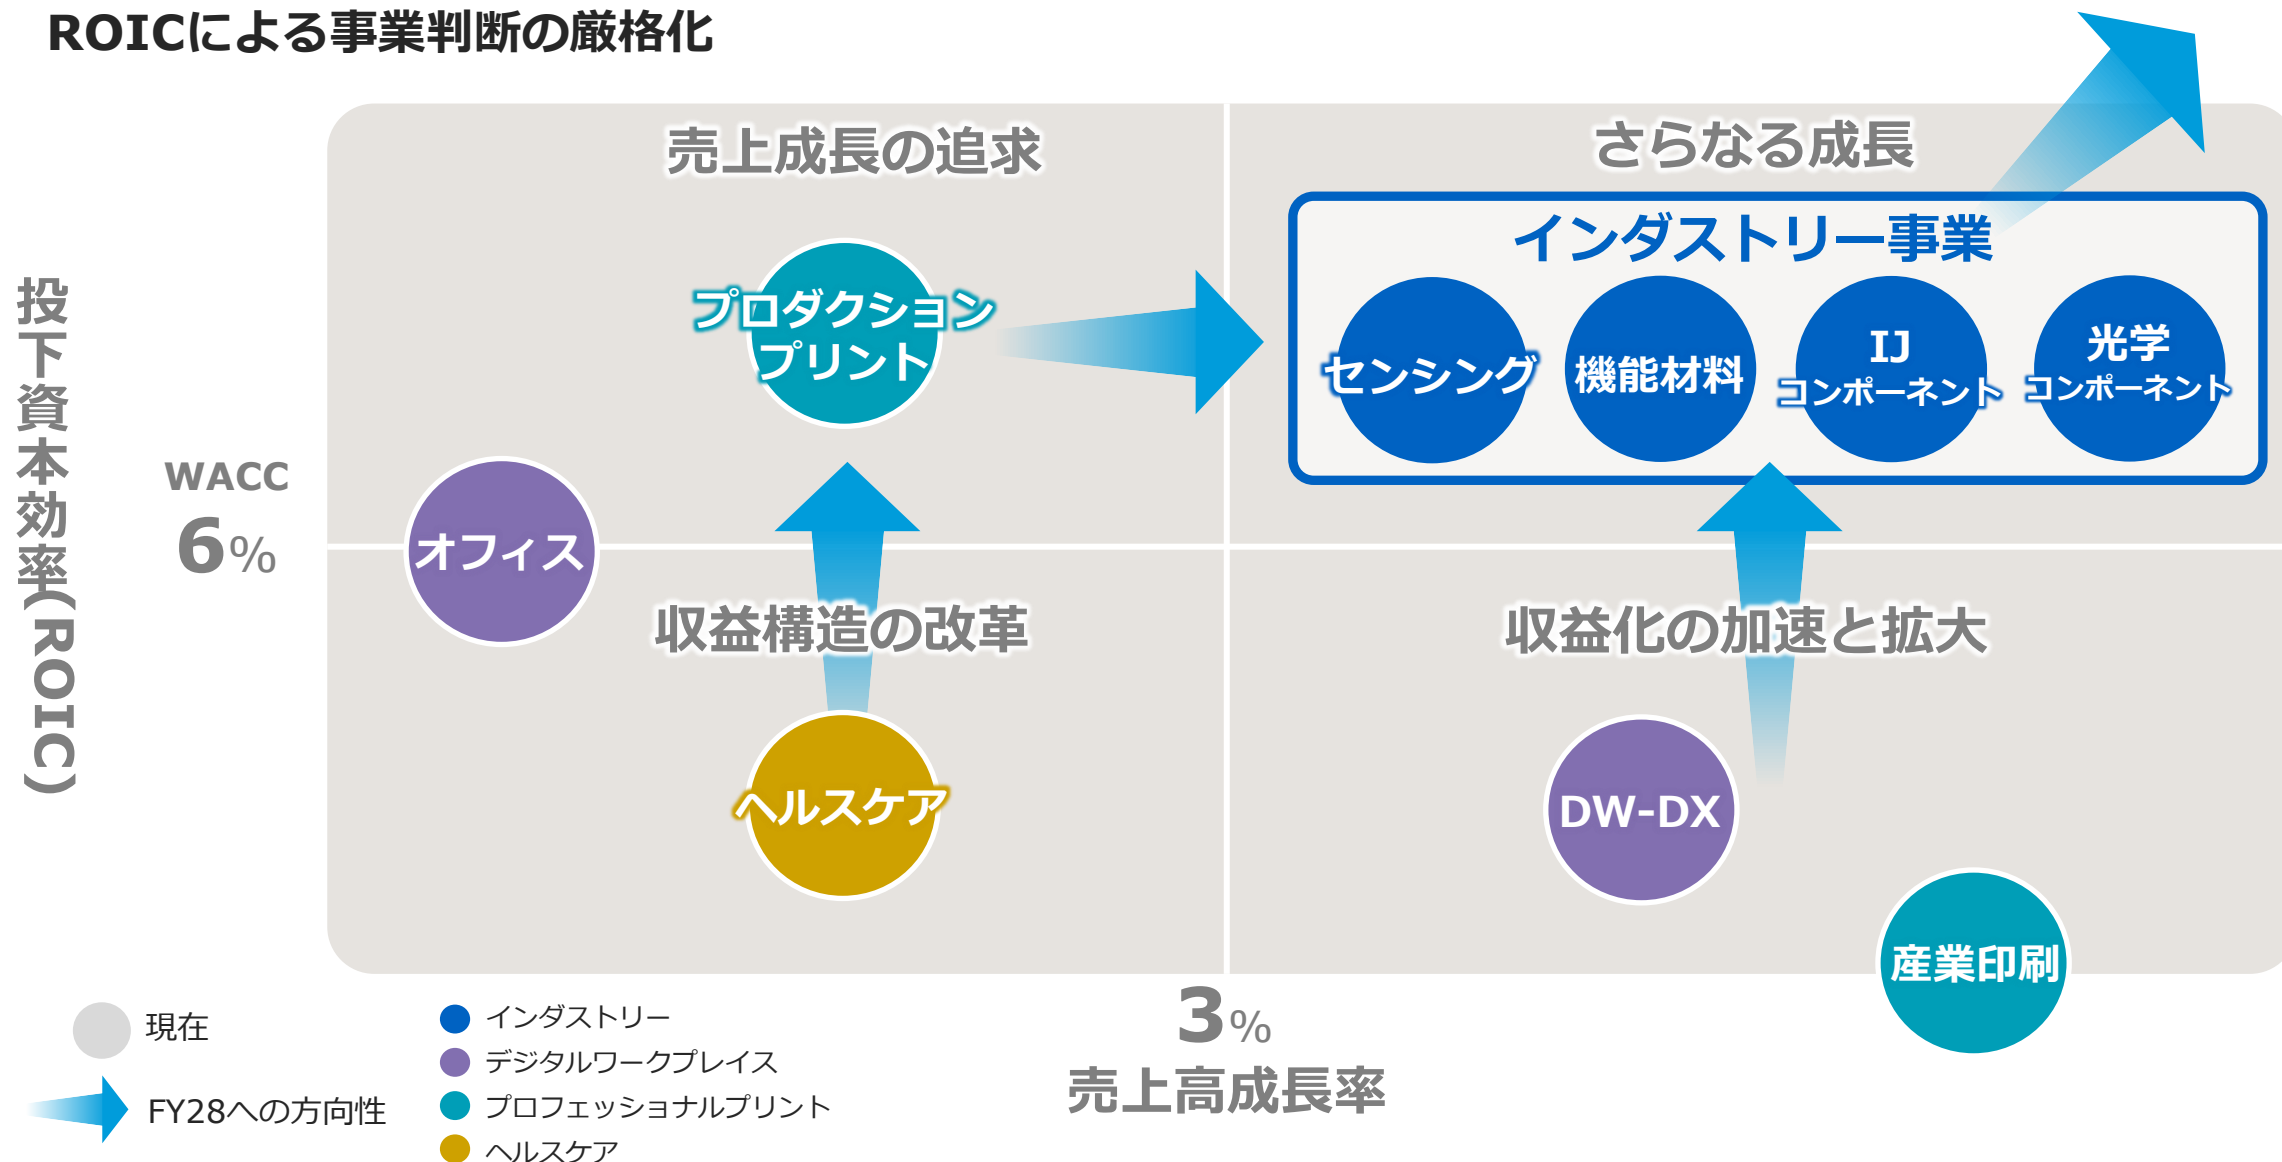 ROICによる事業判断の厳格化
売上成長の追求
さらなる成長
インダストリー事業
プロダクション
プリント
センシング
機能材料
IJ
コンポーネント
光学
コンポーネント
投下資本効率(ROIC)
WACC
6%
オフィス
収益構造の改革
収益化の加速と拡大
ヘルスケア
DW-DX
産業印刷
3%
売上高成長率
現在
FY28への方向性
インダストリー
デジタルワークプレイス
プロフェッショナルプリント
ヘルスケア